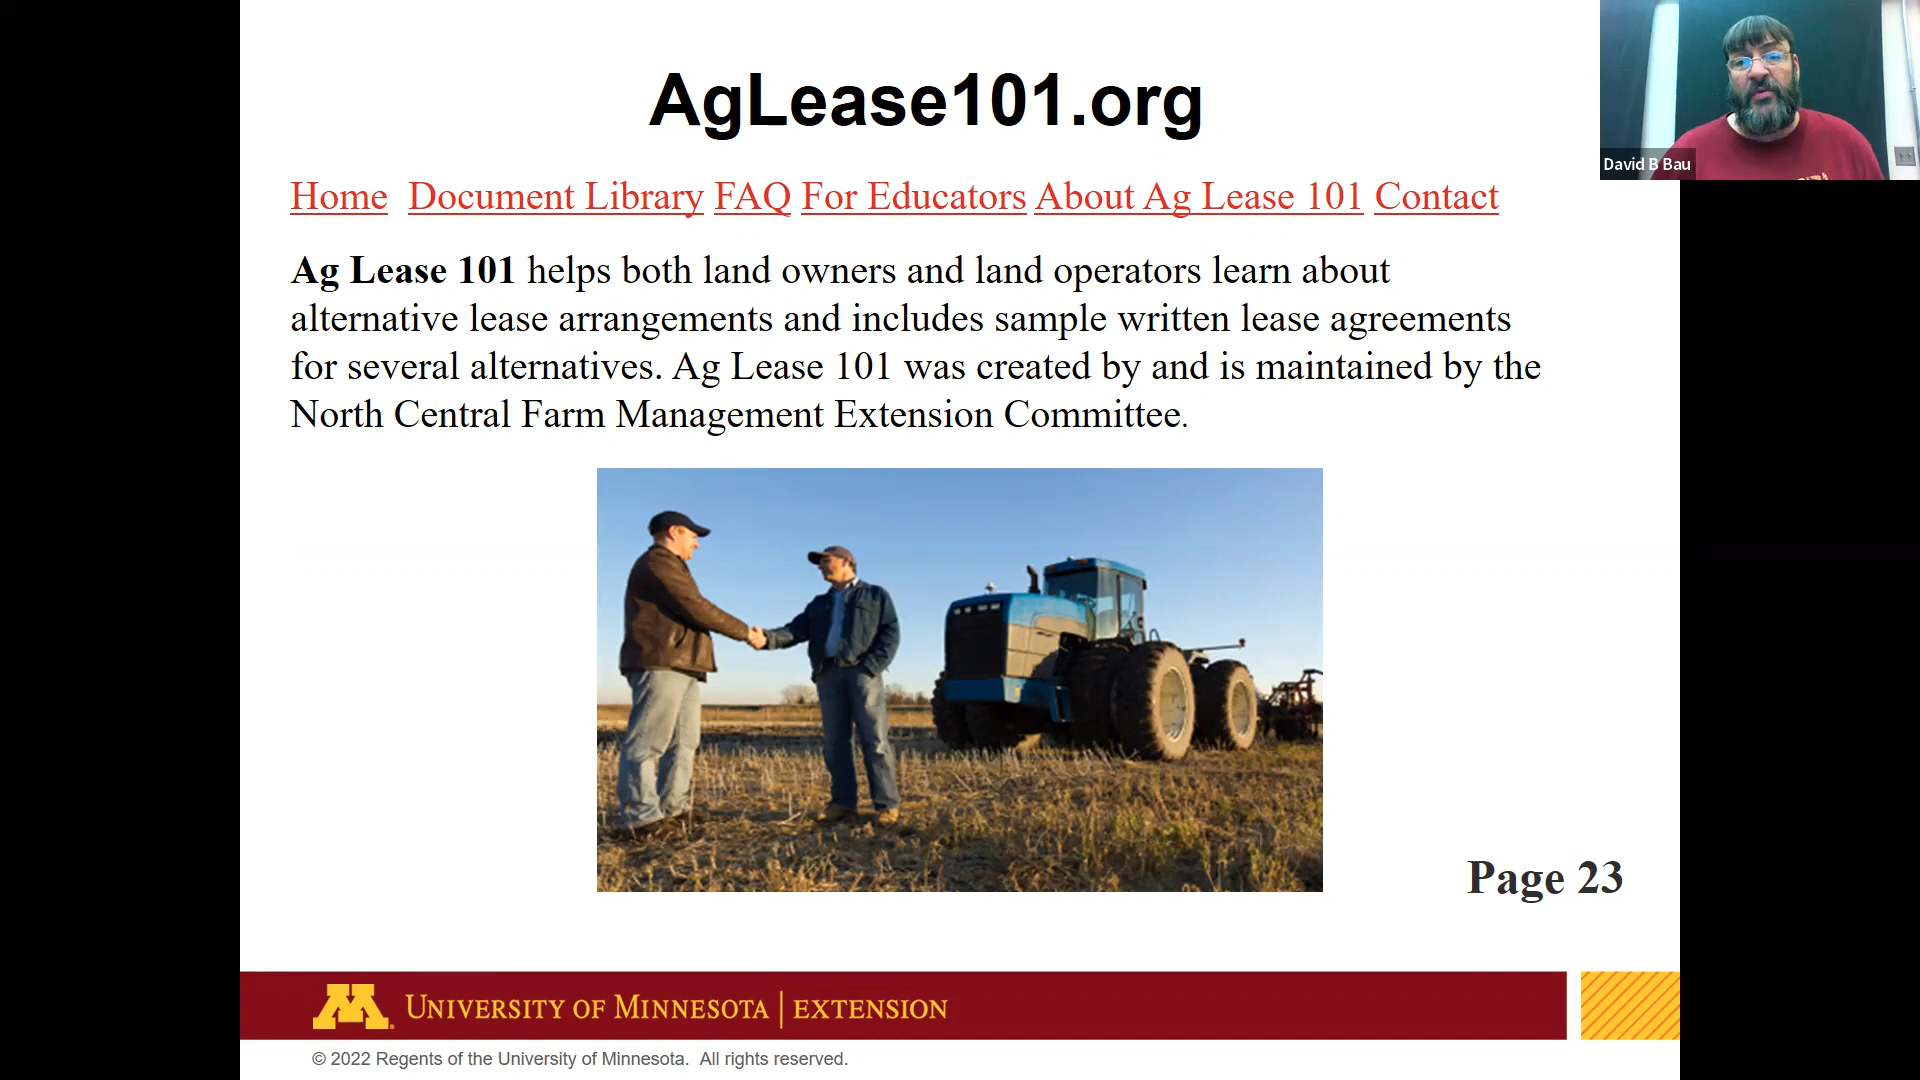 AgLease101.org
David B Bau
Home Document Library FAQ For Educators About Ag Lease 101 Contact
Ag Lease 101 helps both land owners and land operators learn about
alternative lease arrangements and includes sample written lease agreements
for several alternatives. Ag Lease 101 was created by and is maintained by the
North Central Farm Management Extension Committee.
Page 23
M
UNIVERSITY OF MINNESOTA | EXTENSION
© 2022 Regents of the University of Minnesota. All rights reserved.